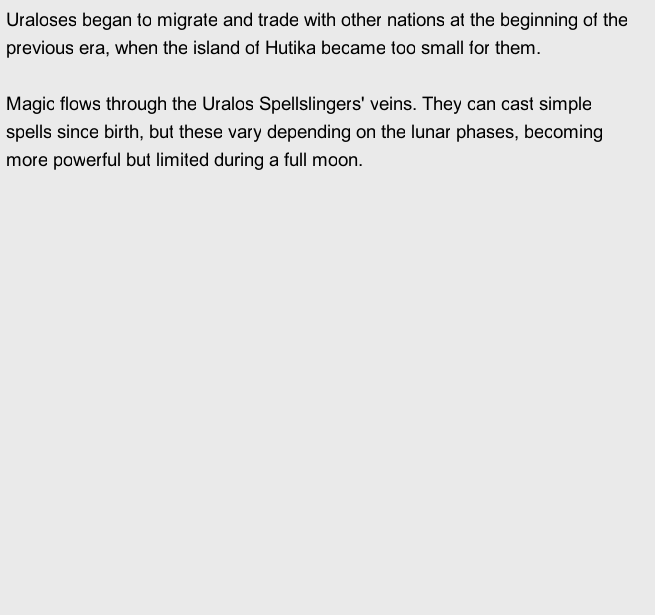 Uraloses began to migrate and trade with other nations at the beginning of the
previous era, when the island of Hutika became too small for them.
Magic flows through the Uralos Spellslingers' veins. They can cast simple
spells since birth, but these vary depending on the lunar phases, becoming
more powerful but limited during a full moon.